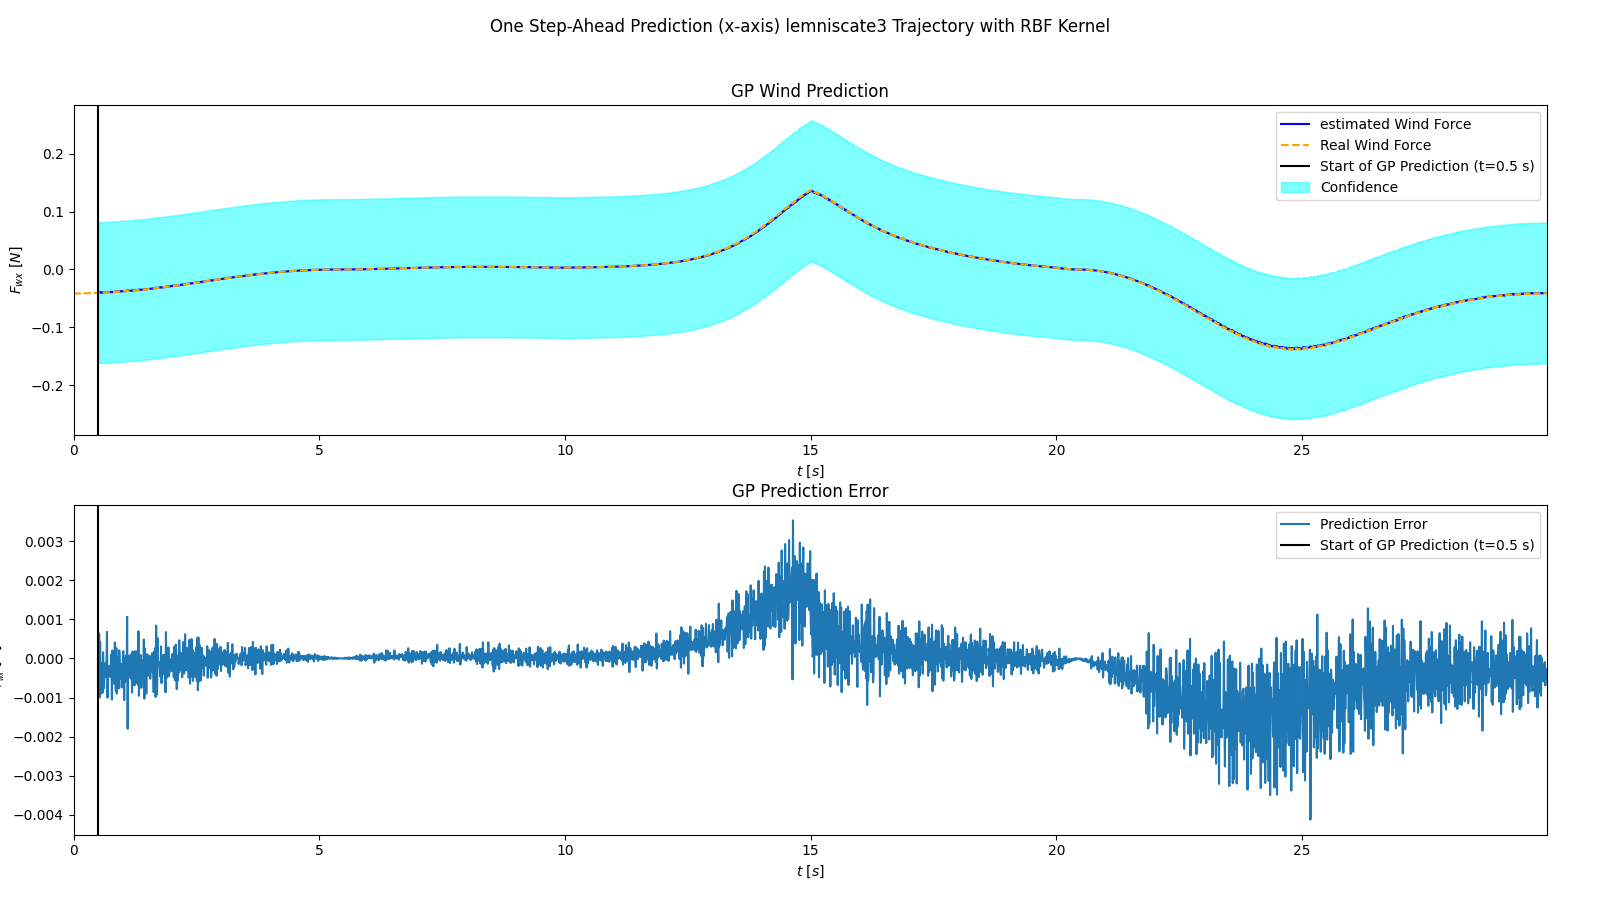 One Step-Ahead Prediction (x-axis) lemniscate3 Trajectory with RBF Kernel
GP Wind Prediction
estimated Wind Force
Real Wind Force
Start of GP Prediction (t=0.5 s)
Confidence
F_wx [N]
0.2
0.1
0.0
−0.1
−0.2
0 5 10 15 20 25
t [s]
GP Prediction Error
Prediction Error
Start of GP Prediction (t=0.5 s)
0.003
0.002
0.001
0.000
−0.001
−0.002
−0.003
−0.004
0 5 10 15 20 25
t [s]